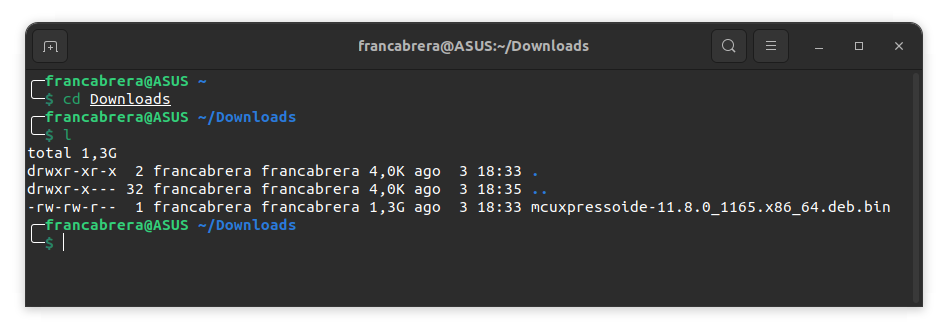 francabrera@ASUS:~/Downloads
francabrera@ASUS ~
$ cd Downloads
francabrera@ASUS ~/Downloads
$ l
total 1,3G
drwxr-xr-x  2 francabrera francabrera 4,0K ago  3 18:33 .
drwxr-x--- 32 francabrera francabrera 4,0K ago  3 18:35 ..
-rw-rw-r--  1 francabrera francabrera 1,3G ago  3 18:33 mcuxpressoide-11.8.0_1165.x86_64.deb.bin
francabrera@ASUS ~/Downloads
$